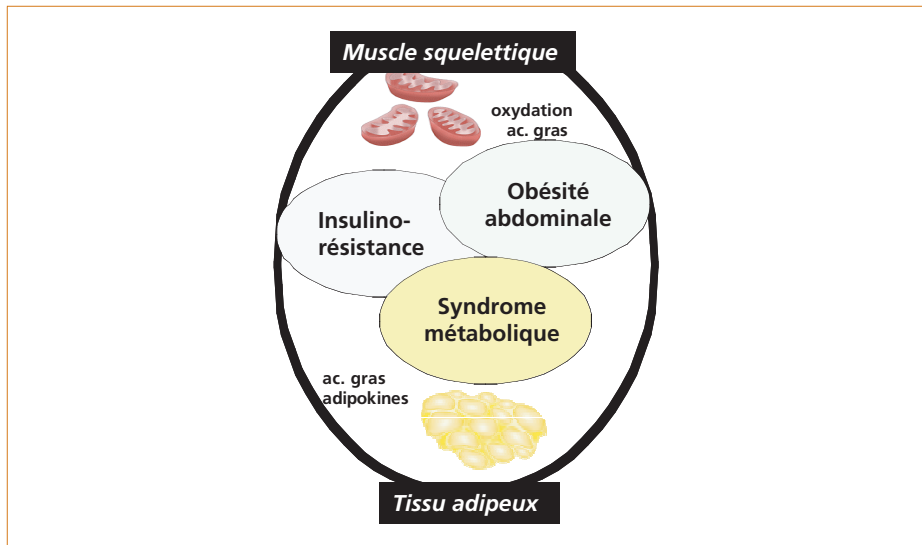 Muscle squelettique
oxydation
ac. gras
Obésité
abdominale
Insulino-
résistance
Syndrome
métabolique
ac. gras
adipokines
Tissu adipeux